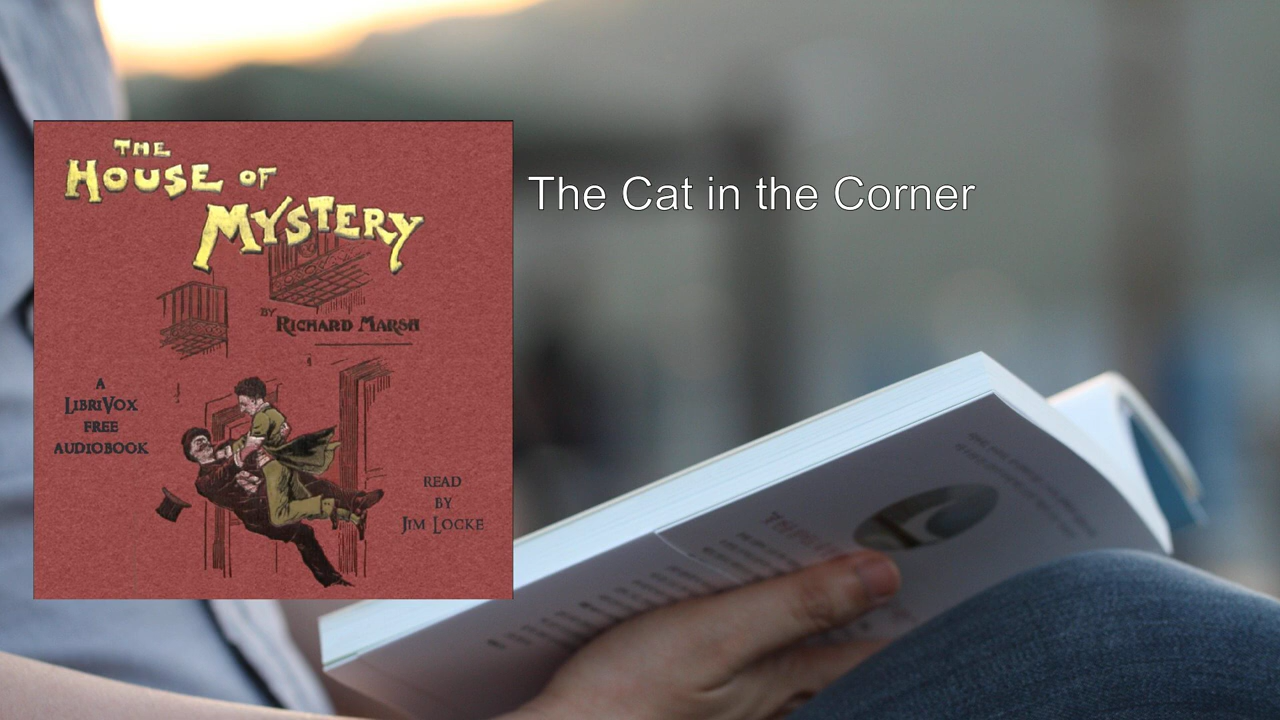 THE
HOUSE OF
MYSTERY
BY
RICHARD MARSH
A
LIBRIVOX
FREE
AUDIOBOOK
READ
BY
JIM LOCKE
The Cat in the Corner